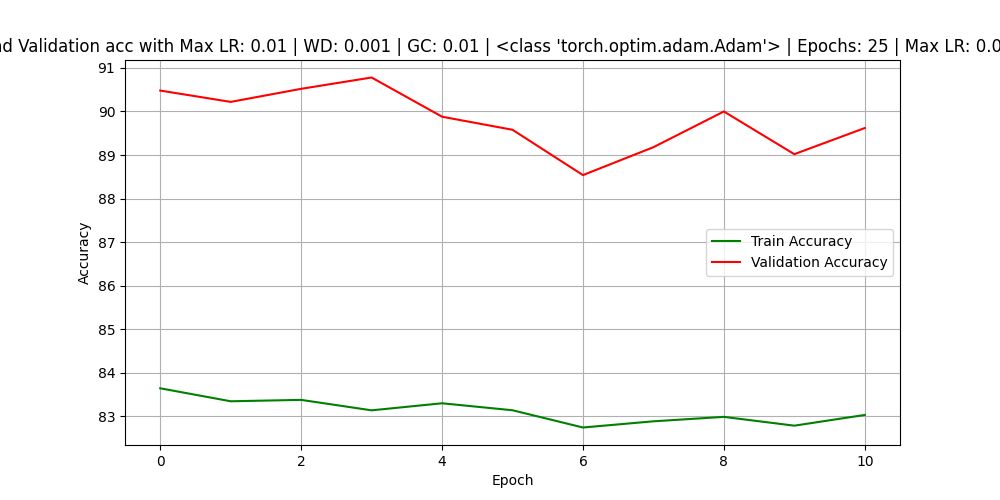 Validation acc with Max LR: 0.01 | WD: 0.001 | GC: 0.01 | <class 'torch.optim.adam.Adam'> | Epochs: 25 | Max LR: 0.0
91
90
89
88
87
86
85
84
83
Accuracy
Train Accuracy
Validation Accuracy
0 2 4 6 8 10
Epoch